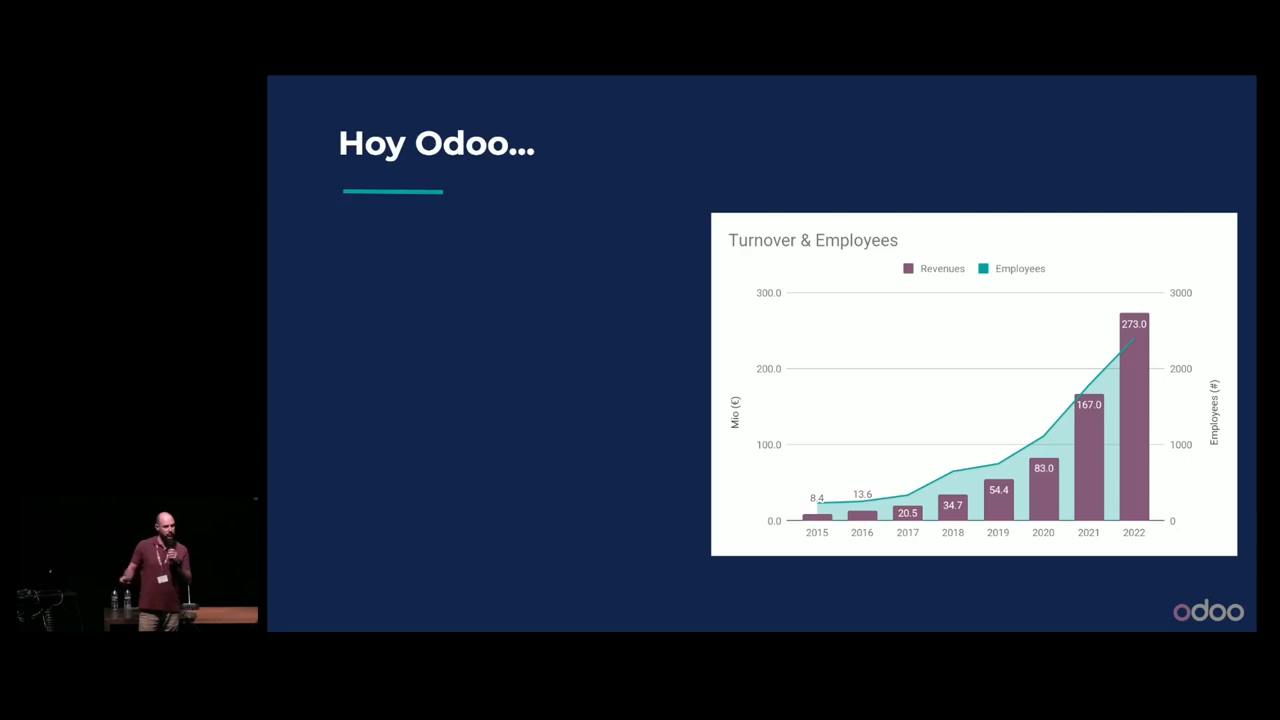 Hoy Odoo...
Turnover & Employees
Revenues Employees
300.0 3000
273.0
200.0 2000
167.0
Mio (€)
Employees (#)
100.0 1000
83.0
54.4
8.4 13.6
34.7
20.5
0.0 0
2015 2016 2017 2018 2019 2020 2021 2022
odoo